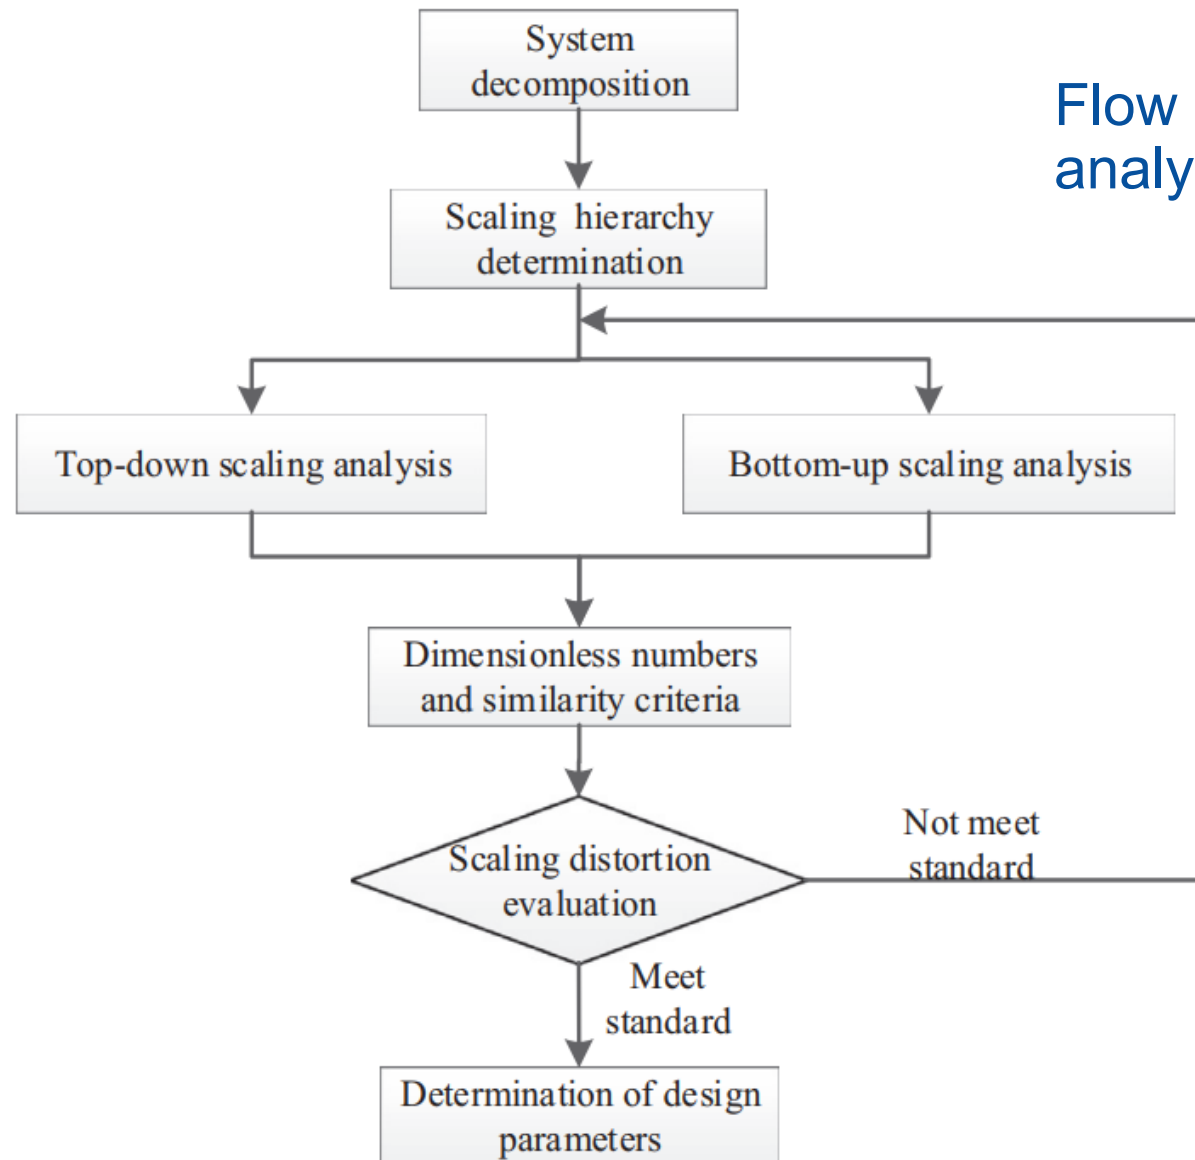 System
decomposition
Flow
analy
Scaling hierarchy
determination
Top-down scaling analysis
Bottom-up scaling analysis
Dimensionless numbers
and similarity criteria
Scaling distortion
evaluation
Not meet
standard
Meet
standard
Determination of design
parameters